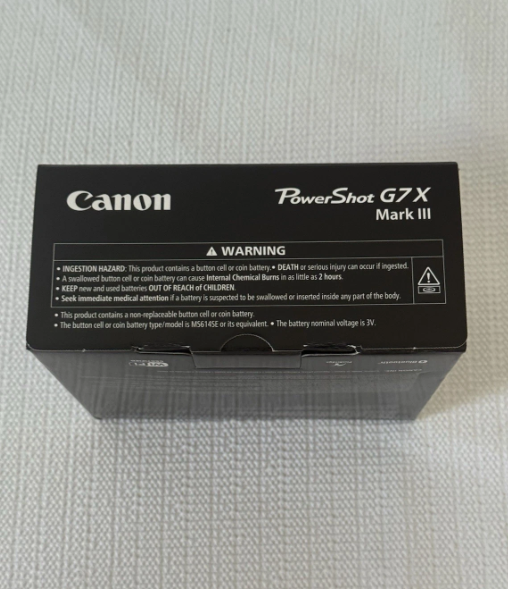 Canon
PowerShot G7 X
Mark III
WARNING
• INGESTION HAZARD: This product contains a button cell or coin battery. • DEATH or serious injury can occur if ingested.
• A swallowed button cell or coin battery can cause Internal Chemical Burns in as little as 2 hours.
• KEEP new and used batteries OUT OF REACH of CHILDREN.
• Seek immediate medical attention if a battery is suspected to be swallowed or inserted inside any part of the body.
• This product contains a non-replaceable button cell or coin battery.
• The button cell or coin battery type/model is MS614SE or its equivalent. • The battery nominal voltage is 3V.